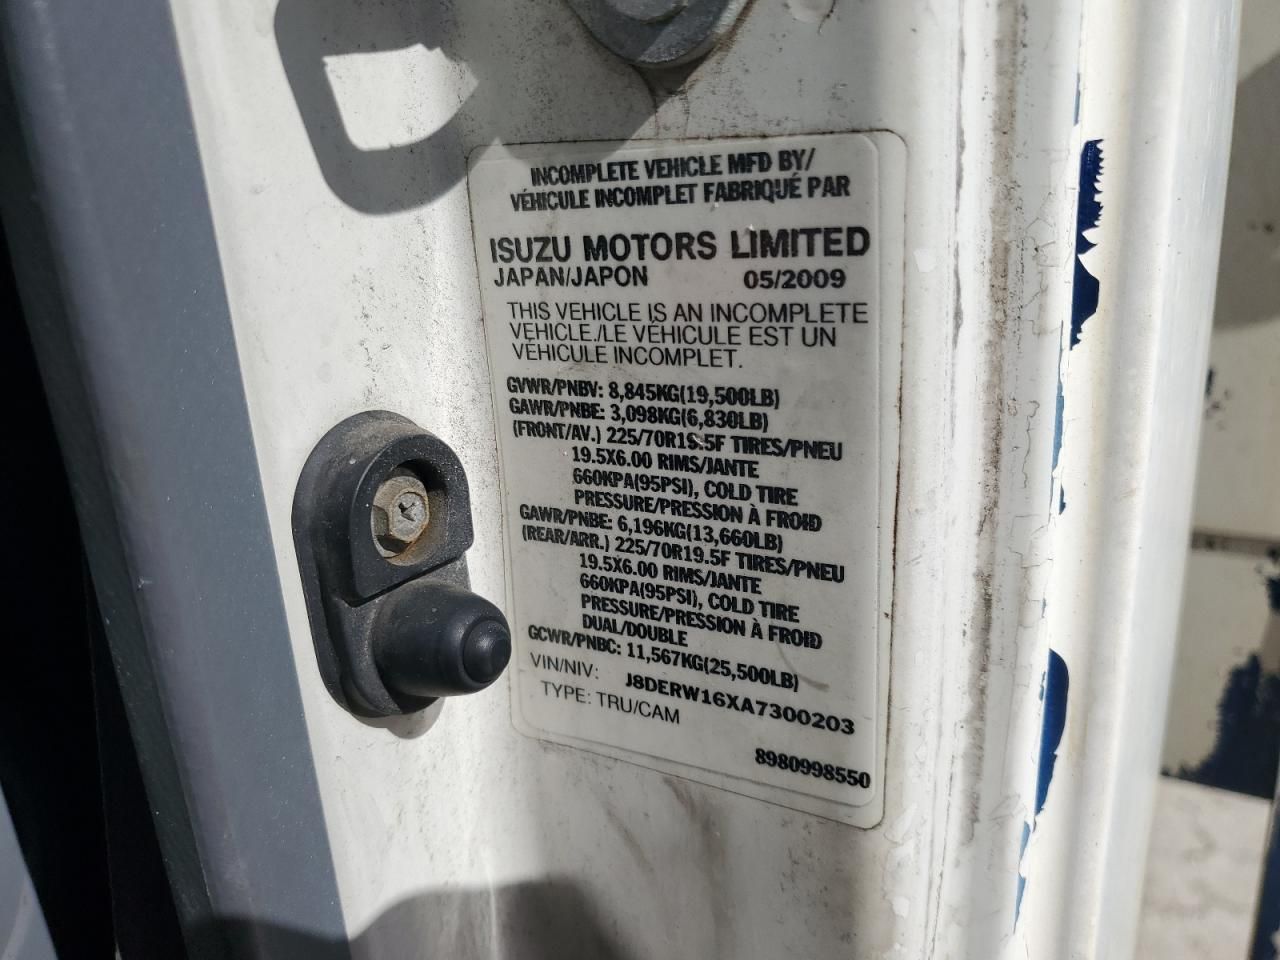 INCOMPLETE VEHICLE MFD BY/
VÉHICULE INCOMPLET FABRIQUÉ PAR
ISUZU MOTORS LIMITED
JAPAN/JAPON 05/2009
THIS VEHICLE IS AN INCOMPLETE
VEHICLE./LE VÉHICULE EST UN
VÉHICULE INCOMPLET.
GVWR/PNBV: 8,845KG(19,500LB)
GAWR/PNBE: 3,098KG(6,830LB)
(FRONT/AV.) 225/70R19.5F TIRES/PNEU
19.5X6.00 RIMS/JANTE
660KPA(95PSI), COLD TIRE
PRESSURE/PRESSION À FROID
GAWR/PNBE: 6,196KG(13,660LB)
(REAR/ARR.) 225/70R19.5F TIRES/PNEU
19.5X6.00 RIMS/JANTE
660KPA(95PSI), COLD TIRE
PRESSURE/PRESSION À FROID
DUAL/DOUBLE
GCWR/PNBC: 11,567KG(25,500LB)
VIN/NIV: J8DERW16XA7300203
TYPE: TRU/CAM
8980998550